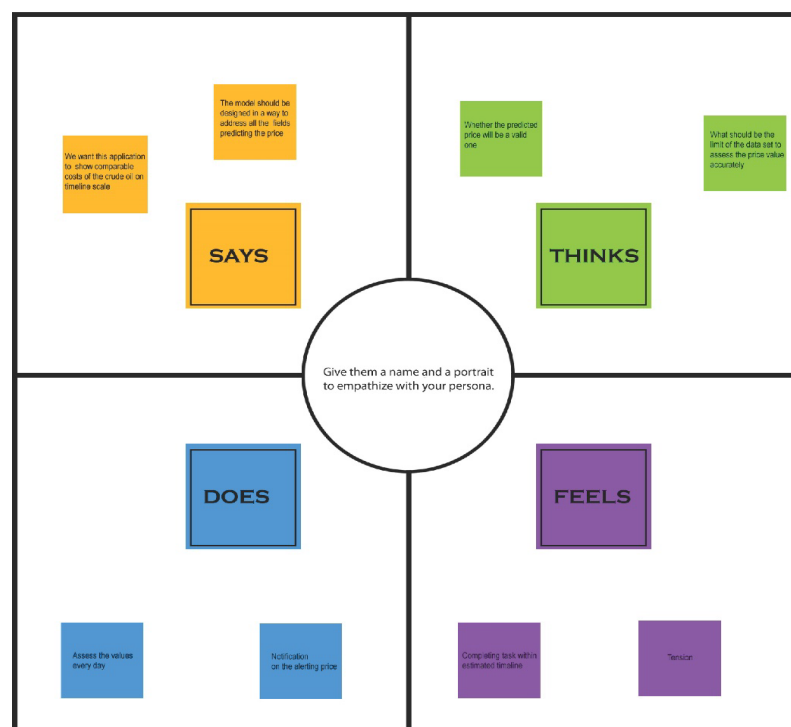 The model should be
designed in a way to
address all the fields
predicting the price
We want this application
to show comparable
costs of the crude oil on
timeline scale
SAYS
Whether the predicted
price will be a valid
one
What should be the
limit of the data set to
assess the price value
accurately
THINKS
Give them a name and a portrait
to empathize with your persona.
DOES
Assess the values
every day
Notification
on the alerting price
FEELS
Completing task within
estimated timeline
Tension